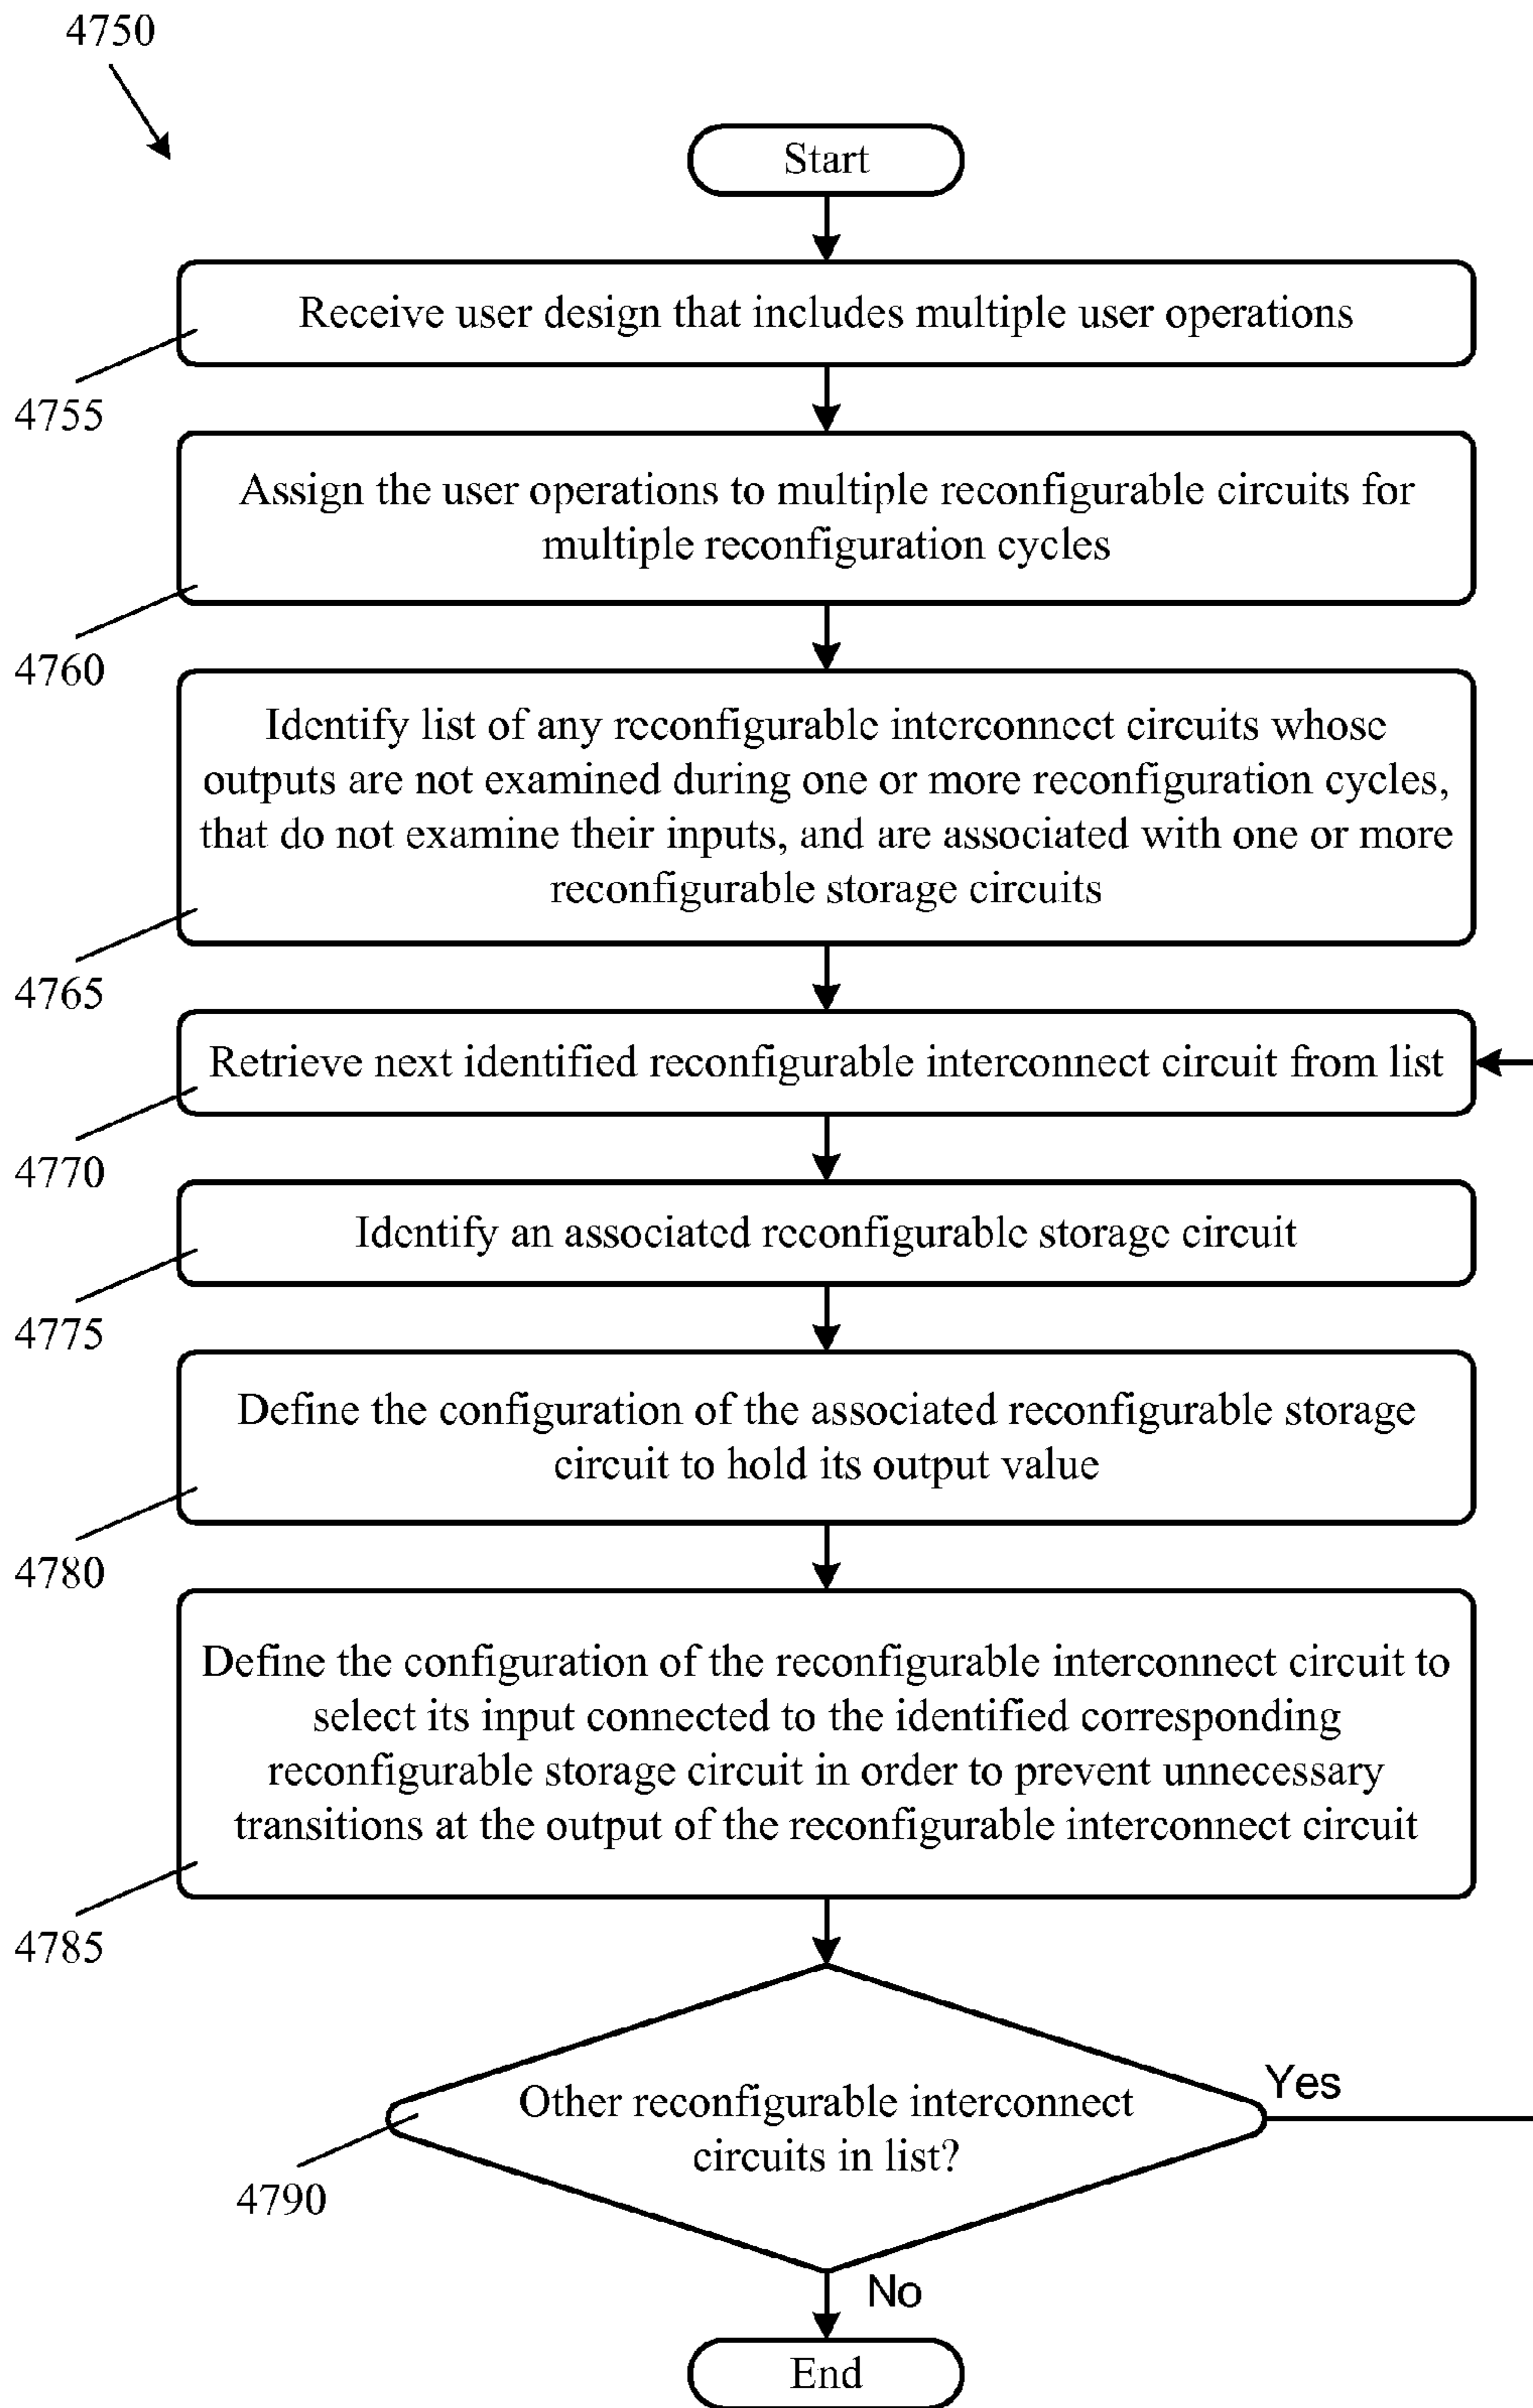 4750
Start
Receive user design that includes multiple user operations
4755
Assign the user operations to multiple reconfigurable circuits for
multiple reconfiguration cycles
4760
Identify list of any reconfigurable interconnect circuits whose
outputs are not examined during one or more reconfiguration cycles,
that do not examine their inputs, and are associated with one or more
reconfigurable storage circuits
4765
Retrieve next identified reconfigurable interconnect circuit from list
4770
Identify an associated reconfigurable storage circuit
4775
Define the configuration of the associated reconfigurable storage
circuit to hold its output value
4780
Define the configuration of the reconfigurable interconnect circuit to
select its input connected to the identified corresponding
reconfigurable storage circuit in order to prevent unnecessary
transitions at the output of the reconfigurable interconnect circuit
4785
Yes
Other reconfigurable interconnect
circuits in list?
4790
No
End